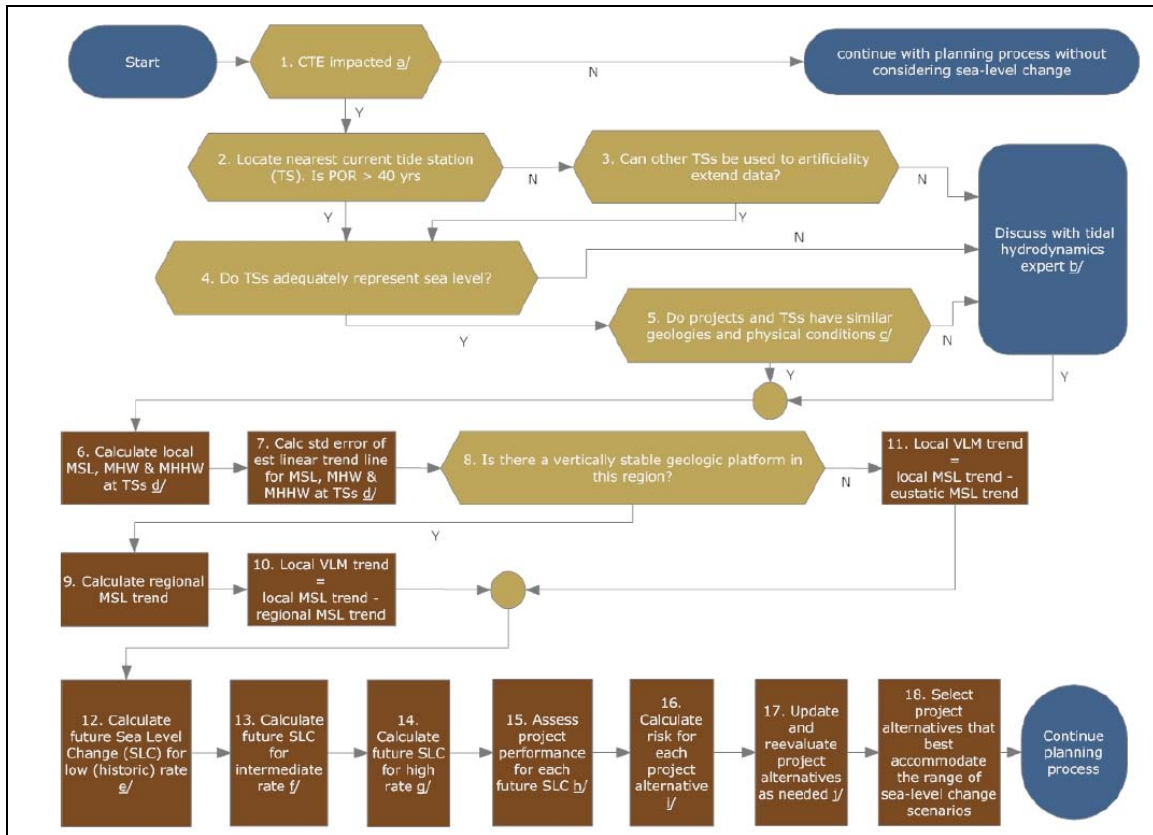 Start
1. CTE impacted a/
N
continue with planning process without
considering sea-level change
Y
2. Locate nearest current tide station
(TS). Is POR > 40 yrs
N
3. Can other TSs be used to artificiality
extend data?
N
Y
Y
Discuss with tidal
hydrodynamics
expert b/
4. Do TSs adequately represent sea level?
N
Y
5. Do projects and TSs have similar
geologies and physical conditions c/
N
Y
Y
6. Calculate local
MSL, MHW & MHHW
at TSs d/
7. Calc std error of
est linear trend line
for MSL, MHW &
MHHW at TSs d/
8. Is there a vertically stable geologic platform in
this region?
N
11. Local VLM trend
=
local MSL trend -
eustatic MSL trend
Y
9. Calculate regional
MSL trend
10. Local VLM trend
=
local MSL trend -
regional MSL trend
12. Calculate
future Sea Level
Change (SLC) for
low (historic) rate
e/
13. Calculate
future SLC
for
intermediate
rate f/
14.
Calculate
future SLC
for high
rate g/
15. Assess
project
performance
for each
future SLC h/
16.
Calculate
risk for
each
project
alternative
i/
17. Update
and
reevaluate
project
alternatives
as needed j/
18. Select
project
alternatives that
best
accommodate
the range of
sea-level change
scenarios
Continue
planning
process